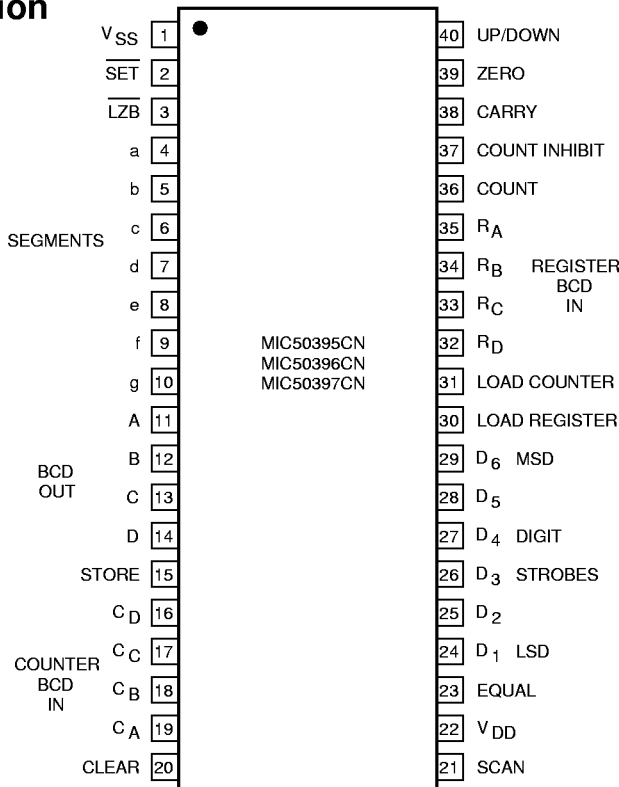 ion
VSS 1
SET 2
LZB 3
a 4
b 5
SEGMENTS
c 6
d 7
e 8
f 9
g 10
A 11
BCD
OUT
B 12
C 13
D 14
STORE 15
COUNTER
BCD
IN
CD 16
CC 17
CB 18
CA 19
CLEAR 20
MIC50395CN
MIC50396CN
MIC50397CN
40 UP/DOWN
39 ZERO
38 CARRY
37 COUNT INHIBIT
36 COUNT
35 RA
34 RB
33 RC
32 RD
REGISTER
BCD
IN
31 LOAD COUNTER
30 LOAD REGISTER
29 D6 MSD
28 D5
27 D4 DIGIT
26 D3 STROBES
25 D2
24 D1 LSD
23 EQUAL
22 VDD
21 SCAN